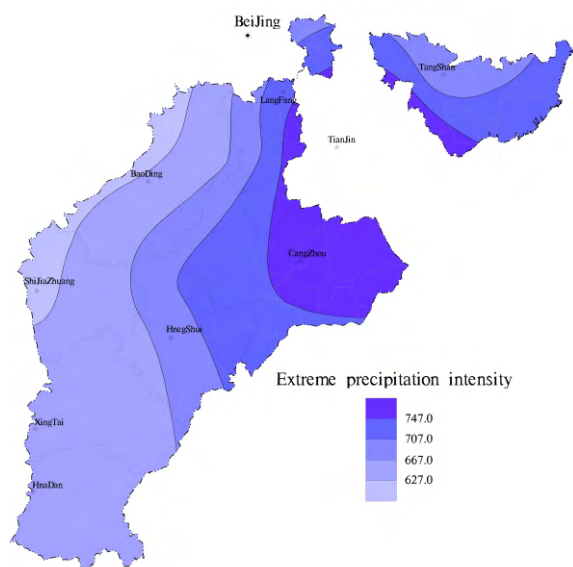 BeiJing
TangShan
LangFang
TianJin
BaoDing
CangZhou
ShiJiaZhuang
HnegShui
Extreme precipitation intensity
747.0
707.0
667.0
627.0
XingTai
HnaDan